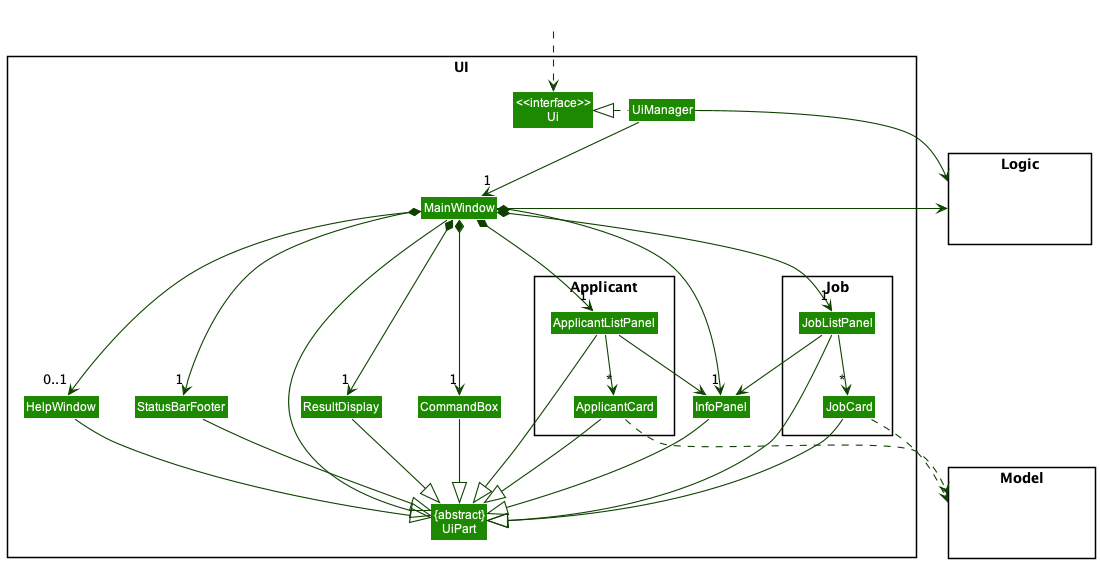 UI
<<interface>>
Ui
UiManager
Logic
1
MainWindow
Applicant
Job
1
1
ApplicantListPanel
JobListPanel
0..1
1
1
1
*
1
*
HelpWindow
StatusBarFooter
ResultDisplay
CommandBox
ApplicantCard
InfoPanel
JobCard
Model
{abstract}
UiPart